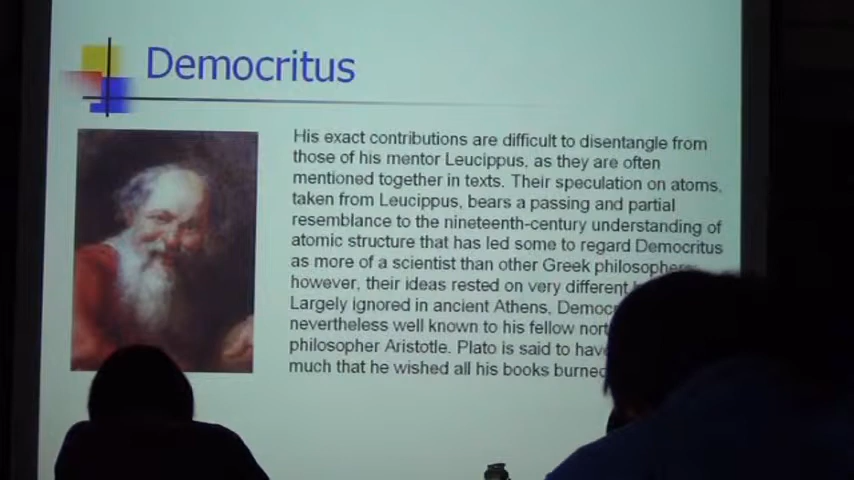 Democritus
His exact contributions are difficult to disentangle from
those of his mentor Leucippus, as they are often
mentioned together in texts. Their speculation on atoms,
taken from Leucippus, bears a passing and partial
resemblance to the nineteenth-century understanding of
atomic structure that has led some to regard Democritus
as more of a scientist than other Greek philosophers
however, their ideas rested on very different
Largely ignored in ancient Athens,
nevertheless well known to his fellow
philosopher Aristotle. Plato is said to have
much that he wished all his books burned